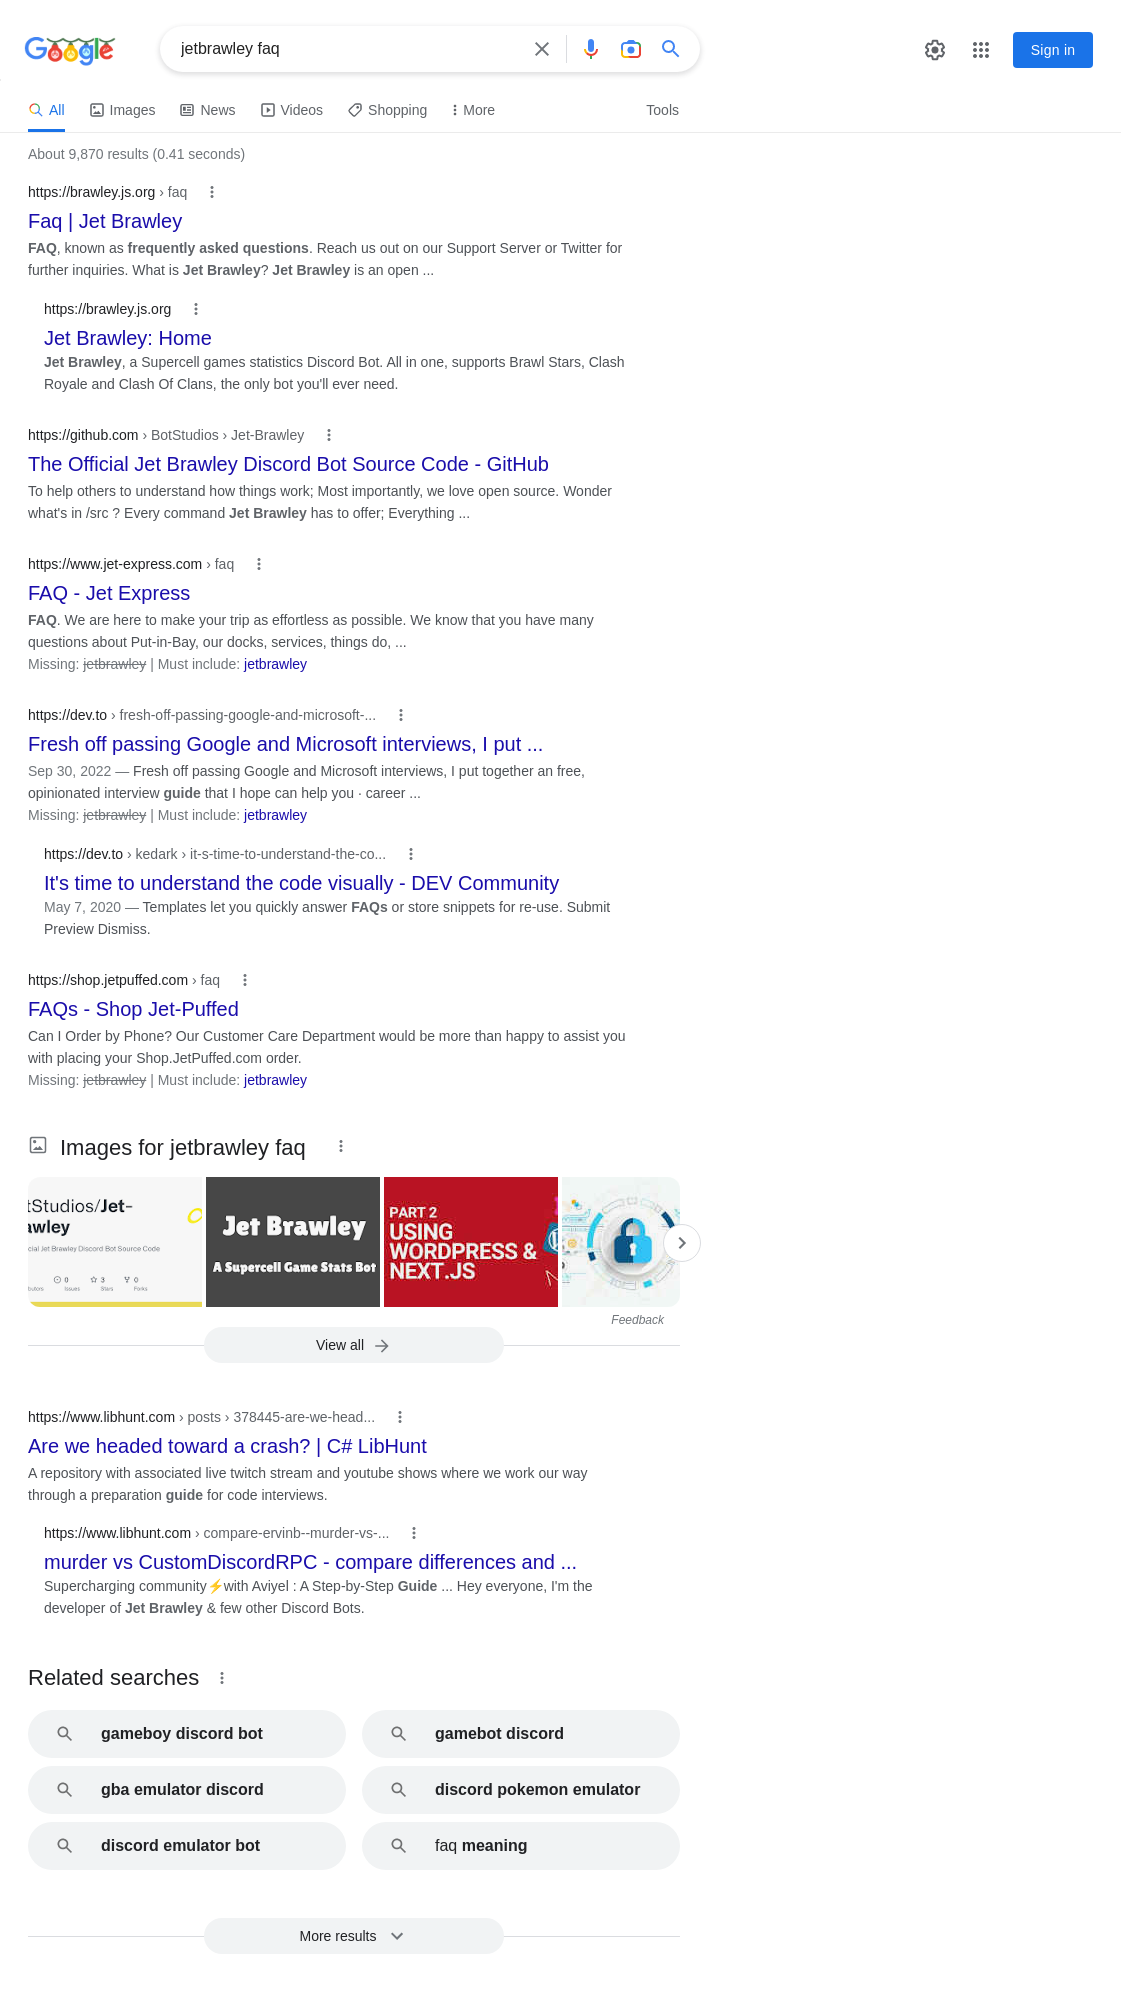 Google
jetbrawley faq
Sign in
All Images News Videos Shopping More Tools
About 9,870 results (0.41 seconds)
https://brawley.js.org › faq
Faq | Jet Brawley
FAQ, known as frequently asked questions. Reach us out on our Support Server or Twitter for
further inquiries. What is Jet Brawley? Jet Brawley is an open ...
https://brawley.js.org
Jet Brawley: Home
Jet Brawley, a Supercell games statistics Discord Bot. All in one, supports Brawl Stars, Clash
Royale and Clash Of Clans, the only bot you'll ever need.
https://github.com › BotStudios › Jet-Brawley
The Official Jet Brawley Discord Bot Source Code - GitHub
To help others to understand how things work; Most importantly, we love open source. Wonder
what's in /src ? Every command Jet Brawley has to offer; Everything ...
https://www.jet-express.com › faq
FAQ - Jet Express
FAQ. We are here to make your trip as effortless as possible. We know that you have many
questions about Put-in-Bay, our docks, services, things do, ...
Missing: jetbrawley | Must include: jetbrawley
https://dev.to › fresh-off-passing-google-and-microsoft-...
Fresh off passing Google and Microsoft interviews, I put ...
Sep 30, 2022 — Fresh off passing Google and Microsoft interviews, I put together an free,
opinionated interview guide that I hope can help you · career ...
Missing: jetbrawley | Must include: jetbrawley
https://dev.to › kedark › it-s-time-to-understand-the-co...
It's time to understand the code visually - DEV Community
May 7, 2020 — Templates let you quickly answer FAQs or store snippets for re-use. Submit
Preview Dismiss.
https://shop.jetpuffed.com › faq
FAQs - Shop Jet-Puffed
Can I Order by Phone? Our Customer Care Department would be more than happy to assist you
with placing your Shop.JetPuffed.com order.
Missing: jetbrawley | Must include: jetbrawley
Images for jetbrawley faq
tStudios/Jet-
awley
cial Jet Brawley Discord Bot Source Code
0 3 0
butors Issues Stars Forks
Jet Brawley
A Supercell Game Stats Bot
PART 2
USING
WORDPRESS &
NEXT.JS
Feedback
View all
https://www.libhunt.com › posts › 378445-are-we-head...
Are we headed toward a crash? | C# LibHunt
A repository with associated live twitch stream and youtube shows where we work our way
through a preparation guide for code interviews.
https://www.libhunt.com › compare-ervinb--murder-vs-...
murder vs CustomDiscordRPC - compare differences and ...
Supercharging community⚡with Aviyel : A Step-by-Step Guide ... Hey everyone, I'm the
developer of Jet Brawley & few other Discord Bots.
Related searches
gameboy discord bot
gamebot discord
gba emulator discord
discord pokemon emulator
discord emulator bot
faq meaning
More results